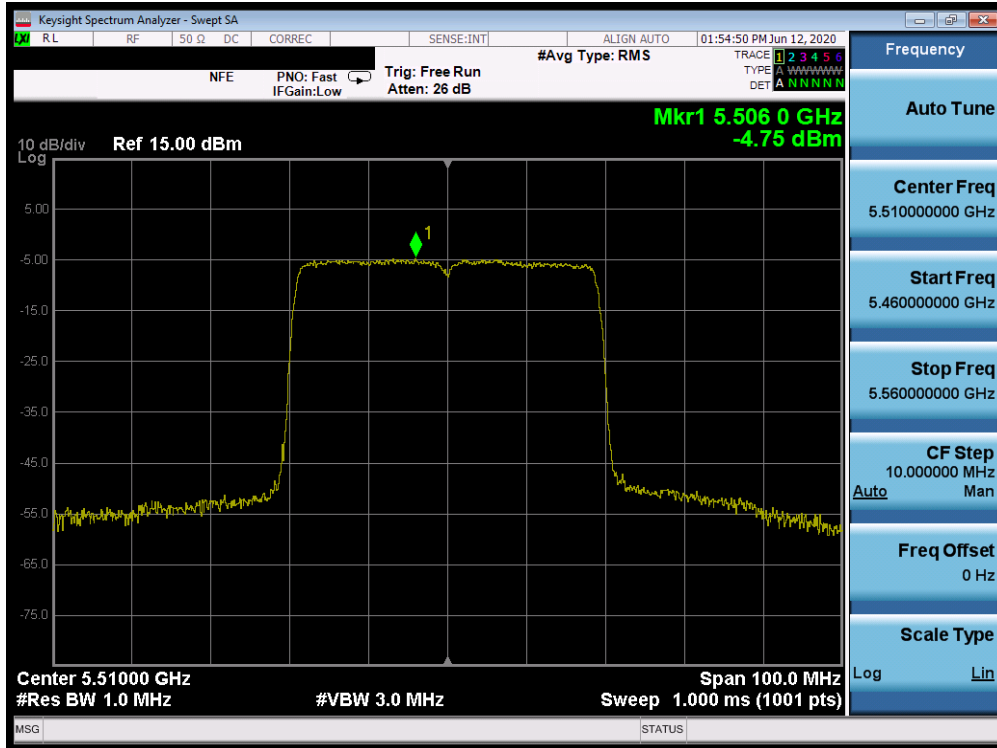 Keysight Spectrum Analyzer - Swept SA
LXI RL RF 50 Ω DC CORREC SENSE:INT ALIGN AUTO 01:54:50 PM Jun 12, 2020
NFE PNO: Fast Trig: Free Run #Avg Type: RMS TRACE 1 2 3 4 5 6
IFGain:Low Atten: 26 dB TYPE A WWWWW
DET A N N N N N
Mkr1 5.506 0 GHz
-4.75 dBm
10 dB/div Ref 15.00 dBm
Log
1
5.00
-5.00
-15.0
-25.0
-35.0
-45.0
-55.0
-65.0
-75.0
Center 5.51000 GHz Span 100.0 MHz
#Res BW 1.0 MHz #VBW 3.0 MHz Sweep 1.000 ms (1001 pts)
MSG STATUS
Frequency
Auto Tune
Center Freq
5.510000000 GHz
Start Freq
5.460000000 GHz
Stop Freq
5.560000000 GHz
CF Step
10.000000 MHz
Auto Man
Freq Offset
0 Hz
Scale Type
Log Lin